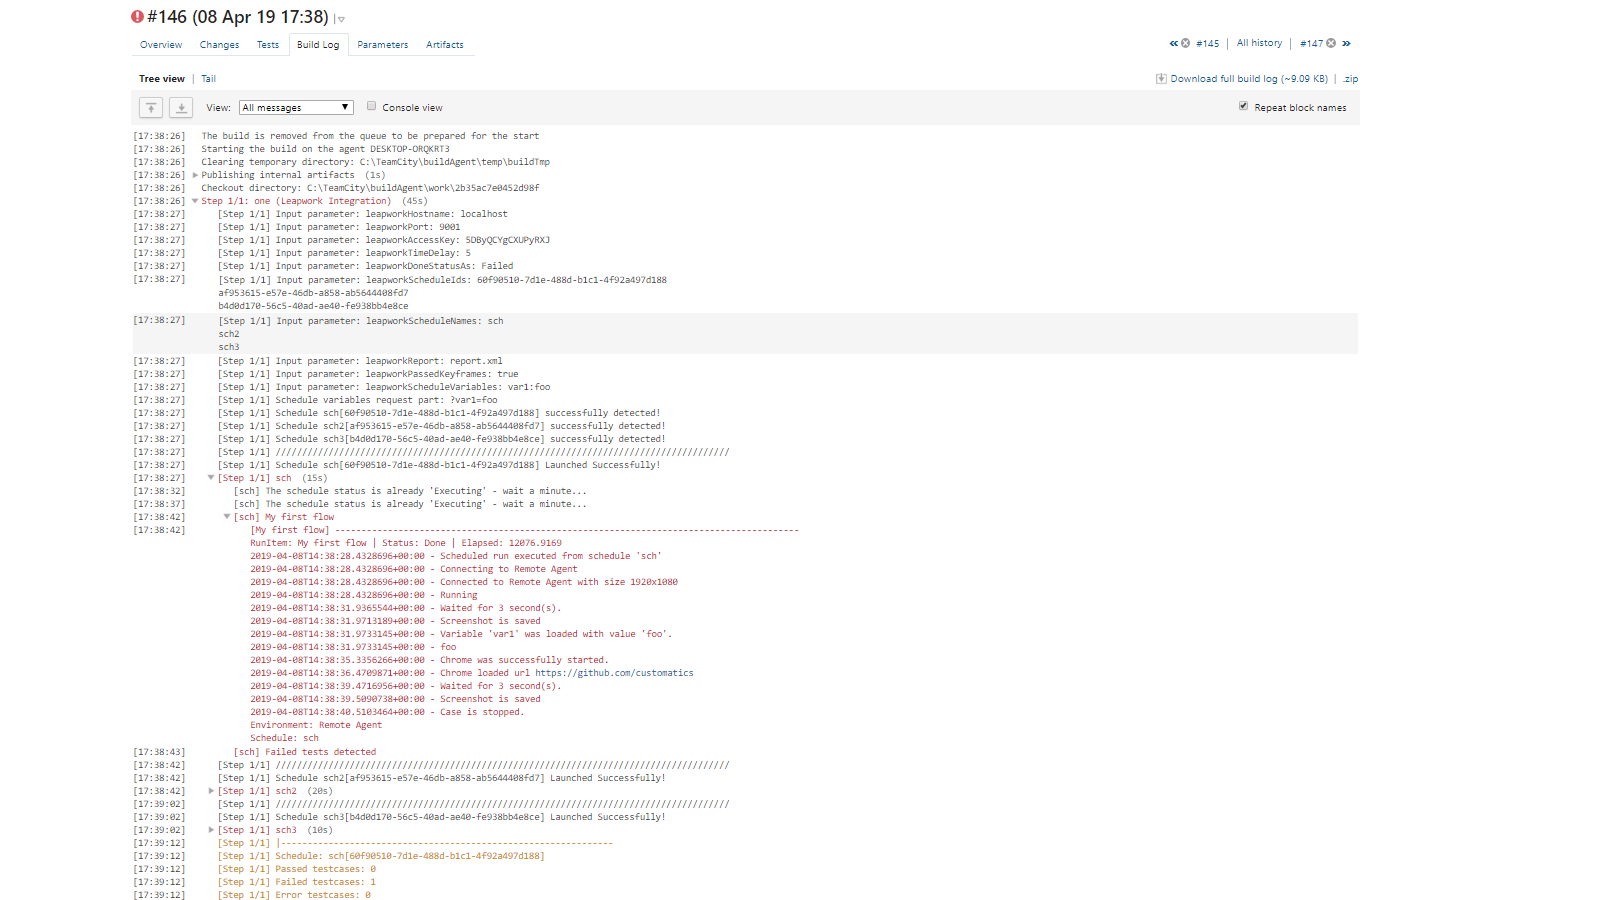 #146 (08 Apr 19 17:38) |
Overview Changes Tests Build Log Parameters Artifacts
« #145 | All history | #147 »
Tree view | Tail
Download full build log (~9.09 KB) | .zip
View: All messages Console view Repeat block names
[17:38:26] The build is removed from the queue to be prepared for the start
[17:38:26] Starting the build on the agent DESKTOP-ORQKRT3
[17:38:26] Clearing temporary directory: C:\TeamCity\buildAgent\temp\buildTmp
[17:38:26] Publishing internal artifacts (1s)
[17:38:26] Checkout directory: C:\TeamCity\buildAgent\work\2b35ac7e0452d98f
[17:38:26] Step 1/1: one (Leapwork Integration) (45s)
[17:38:27] [Step 1/1] Input parameter: leapworkHostname: localhost
[17:38:27] [Step 1/1] Input parameter: leapworkPort: 9001
[17:38:27] [Step 1/1] Input parameter: leapworkAccessKey: 5DByQCYgCXUPyRXJ
[17:38:27] [Step 1/1] Input parameter: leapworkTimeDelay: 5
[17:38:27] [Step 1/1] Input parameter: leapworkDoneStatusAs: Failed
[17:38:27] [Step 1/1] Input parameter: leapworkScheduleIds: 60f90510-7d1e-488d-b1c1-4f92a497d188
af953615-e57e-46db-a858-ab5644408fd7
b4d0d170-56c5-40ad-ae40-fe938bb4e8ce
[17:38:27] [Step 1/1] Input parameter: leapworkScheduleNames: sch
sch2
sch3
[17:38:27] [Step 1/1] Input parameter: leapworkReport: report.xml
[17:38:27] [Step 1/1] Input parameter: leapworkPassedKeyframes: true
[17:38:27] [Step 1/1] Input parameter: leapworkScheduleVariables: var1:foo
[17:38:27] [Step 1/1] Schedule variables request part: ?var1=foo
[17:38:27] [Step 1/1] Schedule sch[60f90510-7d1e-488d-b1c1-4f92a497d188] successfully detected!
[17:38:27] [Step 1/1] Schedule sch2[af953615-e57e-46db-a858-ab5644408fd7] successfully detected!
[17:38:27] [Step 1/1] Schedule sch3[b4d0d170-56c5-40ad-ae40-fe938bb4e8ce] successfully detected!
[17:38:27] [Step 1/1] //////////////////////////////////////////////////////////////////////////////////////
[17:38:27] [Step 1/1] Schedule sch[60f90510-7d1e-488d-b1c1-4f92a497d188] Launched Successfully!
[17:38:27] [Step 1/1] sch (15s)
[17:38:32] [sch] The schedule status is already 'Executing' - wait a minute...
[17:38:37] [sch] The schedule status is already 'Executing' - wait a minute...
[17:38:42] [sch] My first flow
[17:38:42] [My first flow] ----------------------------------------------------------------------------------------
RunItem: My first flow | Status: Done | Elapsed: 12076.9169
2019-04-08T14:38:28.4328696+00:00 - Scheduled run executed from schedule 'sch'
2019-04-08T14:38:28.4328696+00:00 - Connecting to Remote Agent
2019-04-08T14:38:28.4328696+00:00 - Connected to Remote Agent with size 1920x1080
2019-04-08T14:38:28.4328696+00:00 - Running
2019-04-08T14:38:31.9365544+00:00 - Waited for 3 second(s).
2019-04-08T14:38:31.9713189+00:00 - Screenshot is saved
2019-04-08T14:38:31.9733145+00:00 - Variable 'var1' was loaded with value 'foo'.
2019-04-08T14:38:31.9733145+00:00 - foo
2019-04-08T14:38:35.3356266+00:00 - Chrome was successfully started.
2019-04-08T14:38:36.4709871+00:00 - Chrome loaded url https://github.com/customatics
2019-04-08T14:38:39.4716956+00:00 - Waited for 3 second(s).
2019-04-08T14:38:39.5090738+00:00 - Screenshot is saved
2019-04-08T14:38:40.5103464+00:00 - Case is stopped.
Environment: Remote Agent
Schedule: sch
[17:38:43] [sch] Failed tests detected
[17:38:42] [Step 1/1] //////////////////////////////////////////////////////////////////////////////////////
[17:38:42] [Step 1/1] Schedule sch2[af953615-e57e-46db-a858-ab5644408fd7] Launched Successfully!
[17:38:42] [Step 1/1] sch2 (20s)
[17:39:02] [Step 1/1] //////////////////////////////////////////////////////////////////////////////////////
[17:39:02] [Step 1/1] Schedule sch3[b4d0d170-56c5-40ad-ae40-fe938bb4e8ce] Launched Successfully!
[17:39:02] [Step 1/1] sch3 (10s)
[17:39:12] [Step 1/1] |---------------------------------------------------------------
[17:39:12] [Step 1/1] Schedule: sch[60f90510-7d1e-488d-b1c1-4f92a497d188]
[17:39:12] [Step 1/1] Passed testcases: 0
[17:39:12] [Step 1/1] Failed testcases: 1
[17:39:12] [Step 1/1] Error testcases: 0